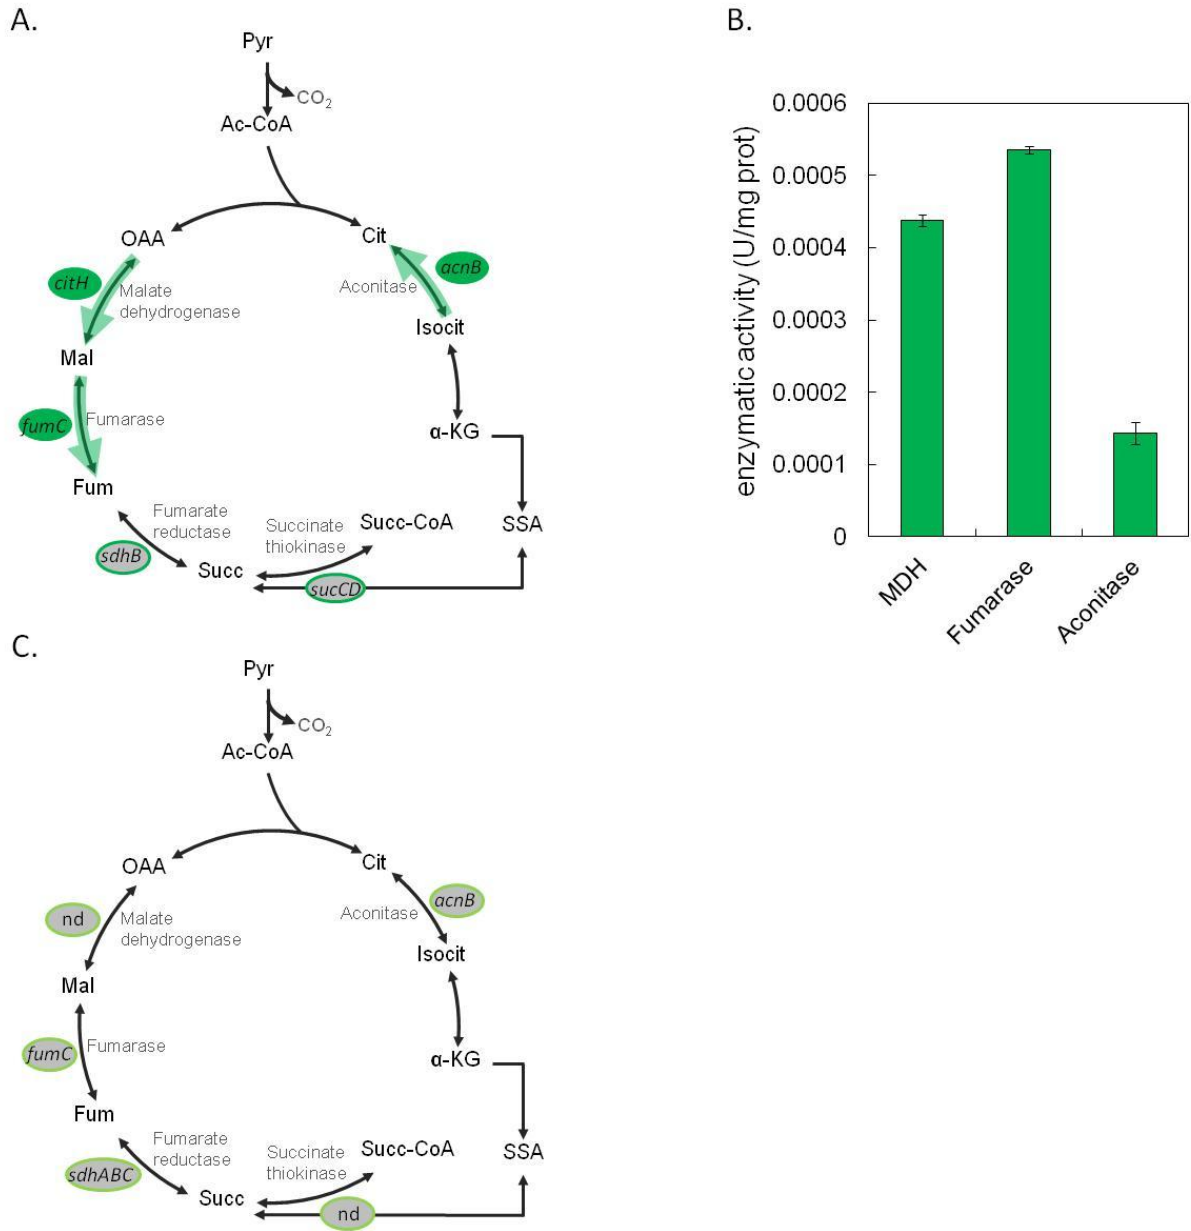 A.
Pyr
CO2
Ac-CoA
OAA
Cit
citH
acnB
Malate
dehydrogenase
Aconitase
Mal
Isocit
fumC
Fumarase
α-KG
Fum
Fumarate
reductase
Succinate
thiokinase
Succ-CoA
SSA
sdhB
Succ
sucCD
B.
enzymatic activity (U/mg prot)
0.0006
0.0005
0.0004
0.0003
0.0002
0.0001
0
MDH
Fumarase
Aconitase
C.
Pyr
CO2
Ac-CoA
OAA
Cit
nd
acnB
Malate
dehydrogenase
Aconitase
Mal
Isocit
fumC
Fumarase
α-KG
Fum
Fumarate
reductase
Succinate
thiokinase
Succ-CoA
SSA
sdhABC
Succ
nd